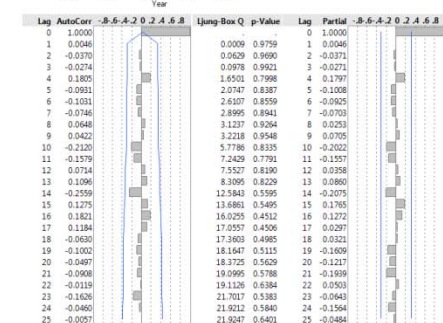 Year
Lag AutoCorr -.8-.6-.4-.2 0 .2 .4 .6 .8 Ljung-Box Q p-Value Lag Partial -.8-.6-.4-.2 0 .2 .4 .6 .8
0 1.0000 0 1.0000
1 0.0046 0.0009 0.9759 1 0.0046
2 -0.0370 0.0629 0.9690 2 -0.0371
3 -0.0274 0.0978 0.9921 3 -0.0271
4 0.1805 1.6501 0.7998 4 0.1797
5 -0.0931 2.0747 0.8387 5 -0.1008
6 -0.1031 2.6107 0.8559 6 -0.0925
7 -0.0746 2.8995 0.8941 7 -0.0703
8 0.0648 3.1237 0.9264 8 0.0253
9 0.0422 3.2218 0.9548 9 0.0705
10 -0.2120 5.7786 0.8335 10 -0.2022
11 -0.1579 7.2429 0.7791 11 -0.1557
12 0.0714 7.5527 0.8190 12 0.0358
13 0.1096 8.3095 0.8229 13 0.0860
14 -0.2559 12.5843 0.5595 14 -0.2075
15 0.1275 13.6861 0.5495 15 0.1765
16 0.1821 16.0255 0.4512 16 0.1272
17 0.1184 17.0557 0.4506 17 0.0297
18 -0.0630 17.3603 0.4985 18 0.0321
19 -0.1002 18.1647 0.5115 19 -0.1609
20 -0.0497 18.3725 0.5629 20 -0.1217
21 -0.0908 19.0995 0.5788 21 -0.1939
22 -0.0119 19.1126 0.6384 22 0.0503
23 -0.1626 21.7017 0.5383 23 -0.0643
24 -0.0460 21.9212 0.5840 24 -0.1564
25 -0.0057 21.9247 0.6401 25 -0.0484